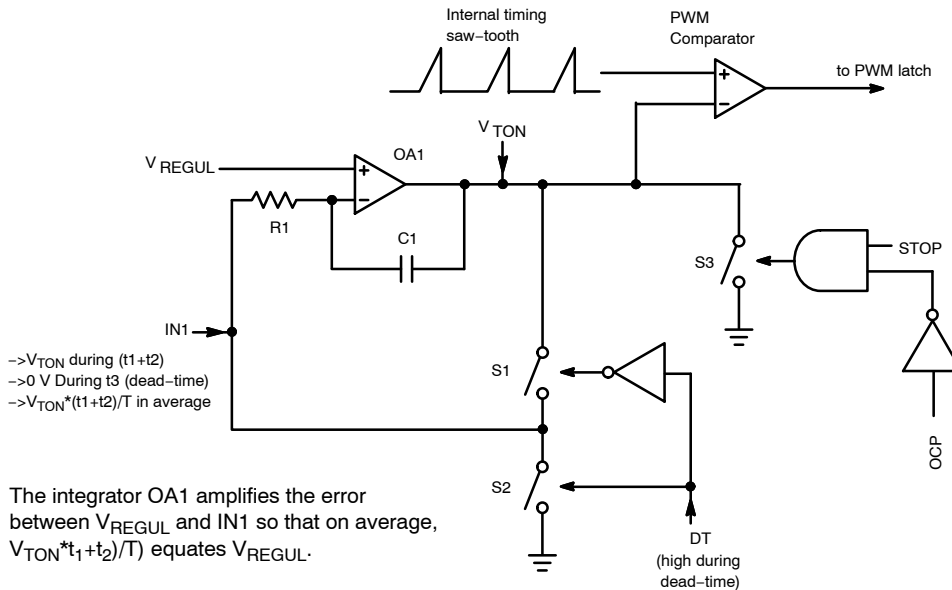 Internal timing
saw−tooth
PWM
Comparator
to PWM latch
+
−
V TON
OA1
V REGUL
+
−
R1
C1
S3
STOP
IN1
−>VTON during (t1+t2)
−>0 V During t3 (dead−time)
−>VTON*(t1+t2)/T in average
S1
OCP
S2
The integrator OA1 amplifies the error
between VREGUL and IN1 so that on average,
VTON*t1+t2)/T) equates VREGUL.
DT
(high during
dead−time)